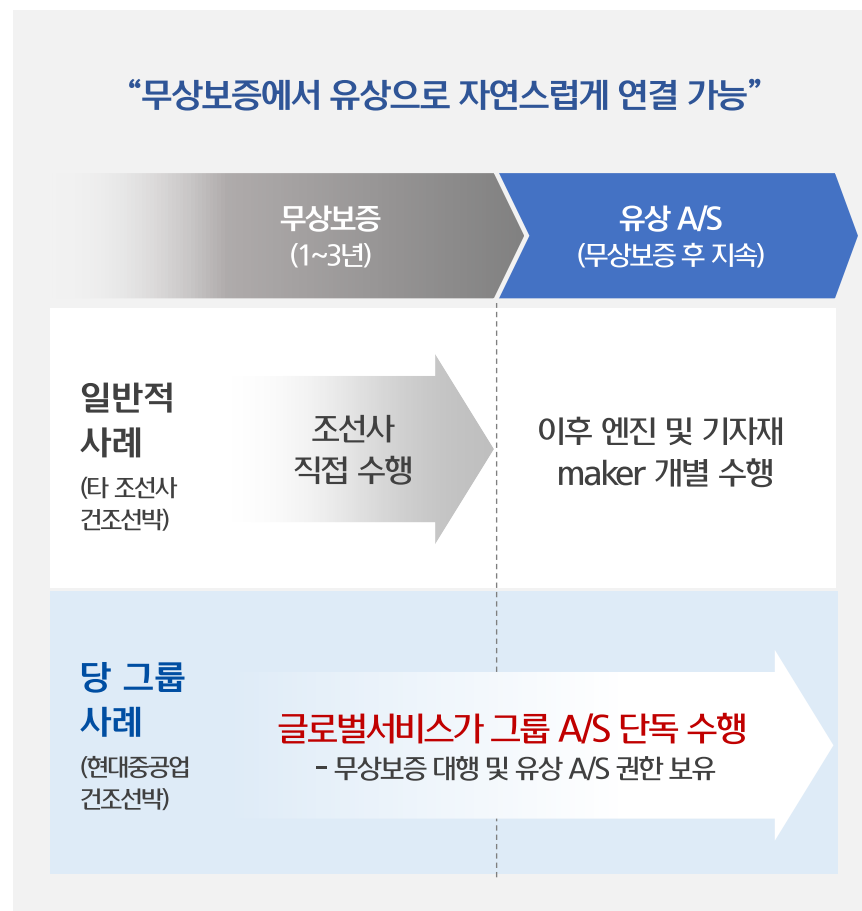 “무상보증에서 유상으로 자연스럽게 연결 가능”
무상보증
(1~3년)
유상 A/S
(무상보증 후 지속)
일반적
사례
(타 조선사
건조선박)
조선사
직접 수행
이후 엔진 및 기자재
maker 개별 수행
당 그룹
사례
(현대중공업
건조선박)
글로벌서비스가 그룹 A/S 단독 수행
- 무상보증 대행 및 유상 A/S 권한 보유